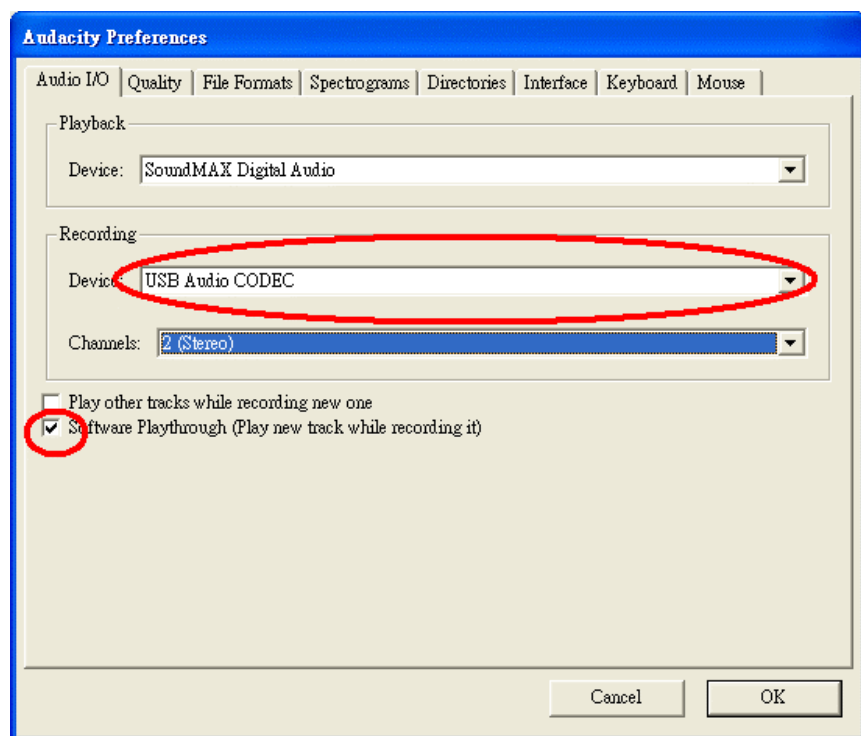 Audacity Preferences
Audio I/O Quality File Formats Spectrograms Directories Interface Keyboard Mouse
Playback
Device: SoundMAX Digital Audio
Recording
Device: USB Audio CODEC
Channels: 2 (Stereo)
Play other tracks while recording new one
Software Playthrough (Play new track while recording it)
Cancel OK